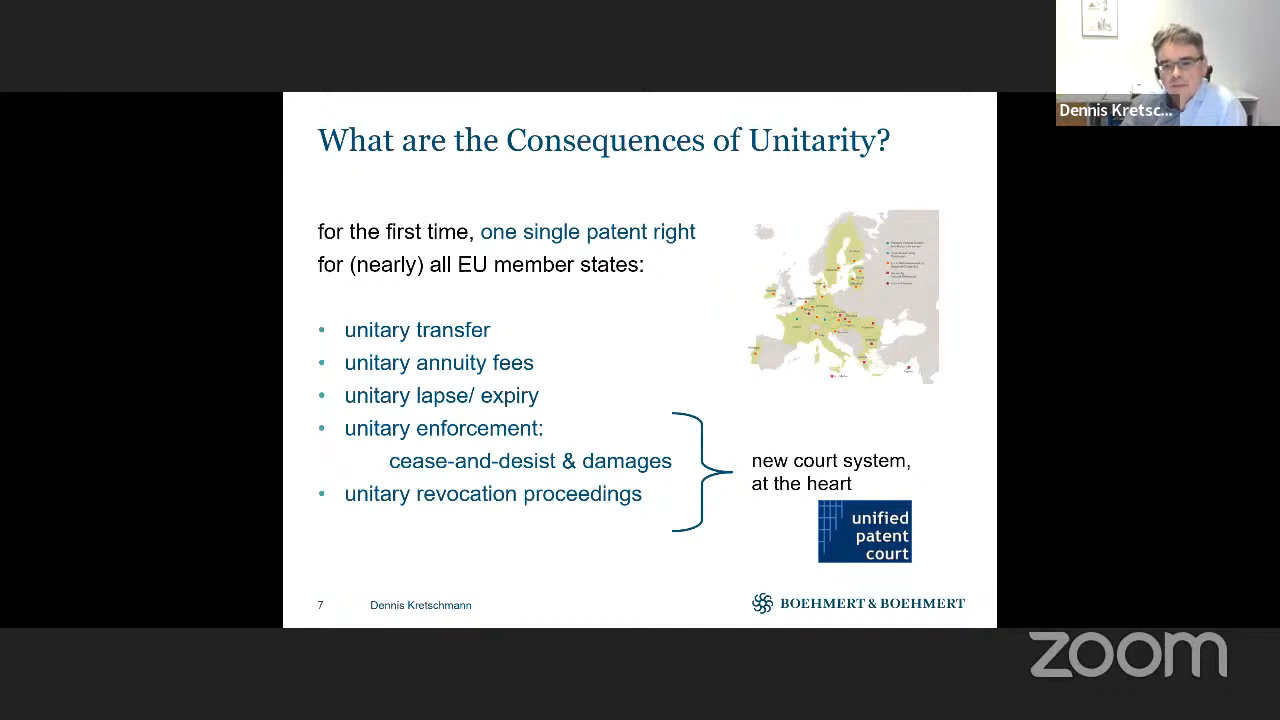 Dennis Kretsc...
What are the Consequences of Unitarity?
for the first time, one single patent right
for (nearly) all EU member states:
• unitary transfer
• unitary annuity fees
• unitary lapse/ expiry
• unitary enforcement:
cease-and-desist & damages
• unitary revocation proceedings
new court system,
at the heart
unified
patent
court
7
Dennis Kretschmann
BOEHMERT & BOEHMERT
zoom